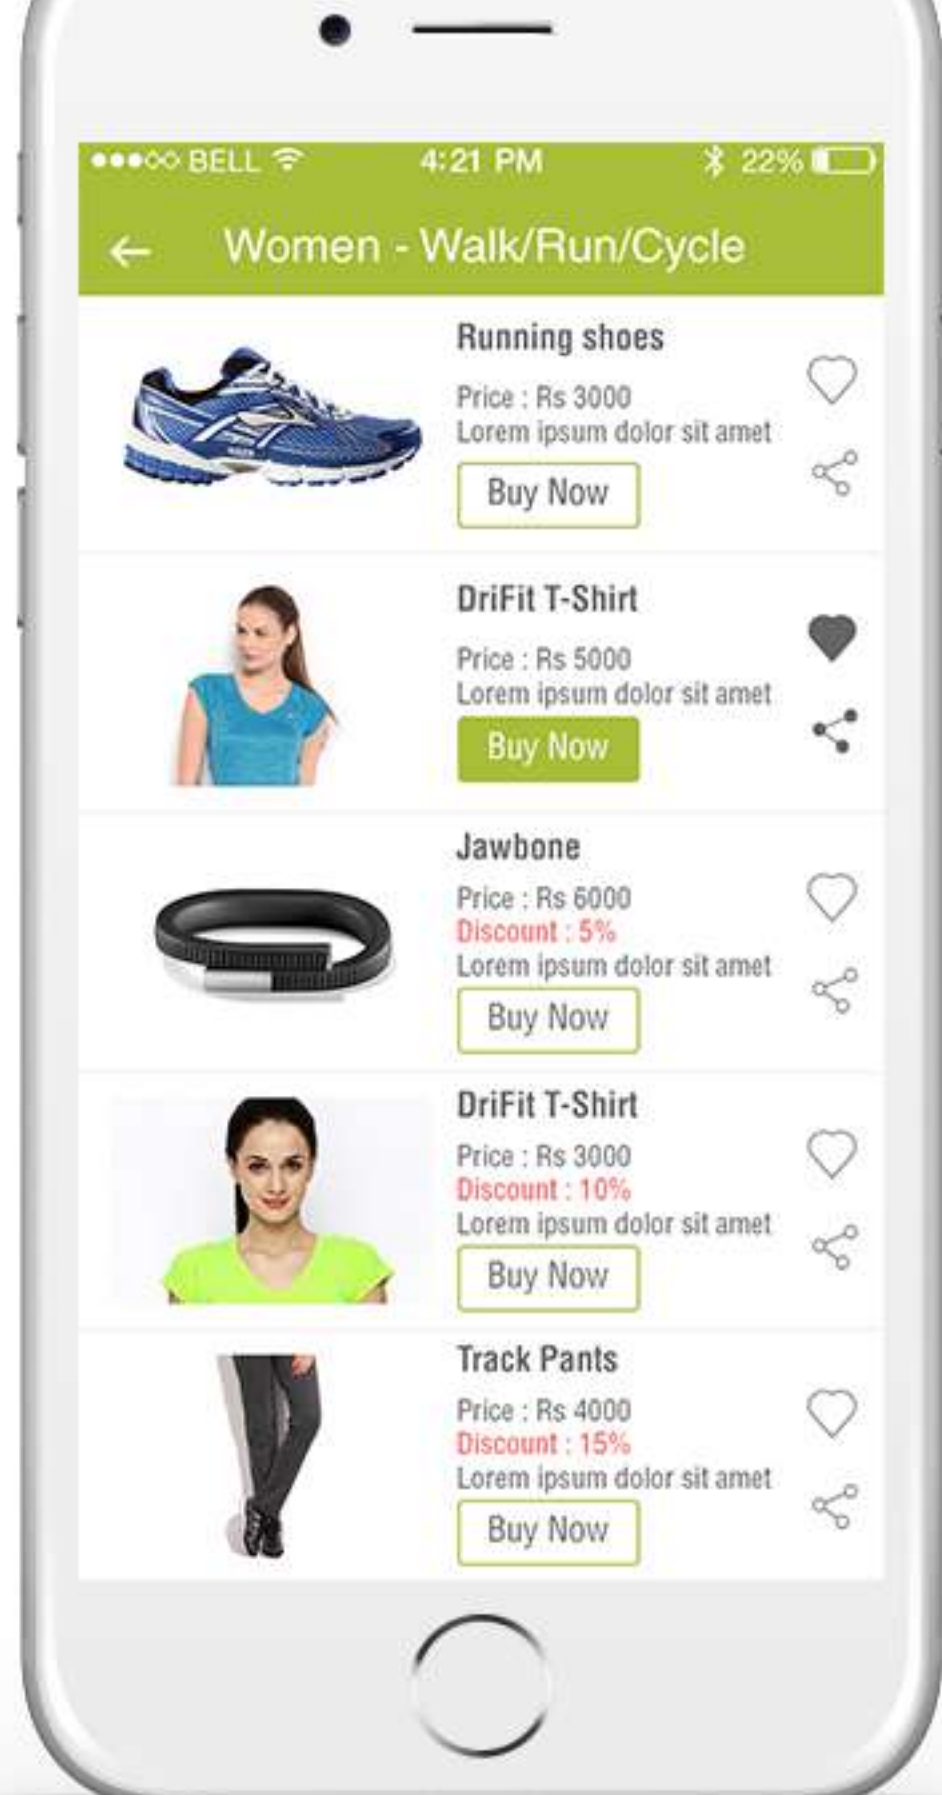 BELL 4:21 PM 22%
Women - Walk/Run/Cycle
Running shoes
Price : Rs 3000
Lorem ipsum dolor sit amet
Buy Now
DriFit T-Shirt
Price : Rs 5000
Lorem ipsum dolor sit amet
Buy Now
Jawbone
Price : Rs 6000
Discount : 5%
Lorem ipsum dolor sit amet
Buy Now
DriFit T-Shirt
Price : Rs 3000
Discount : 10%
Lorem ipsum dolor sit amet
Buy Now
Track Pants
Price : Rs 4000
Discount : 15%
Lorem ipsum dolor sit amet
Buy Now